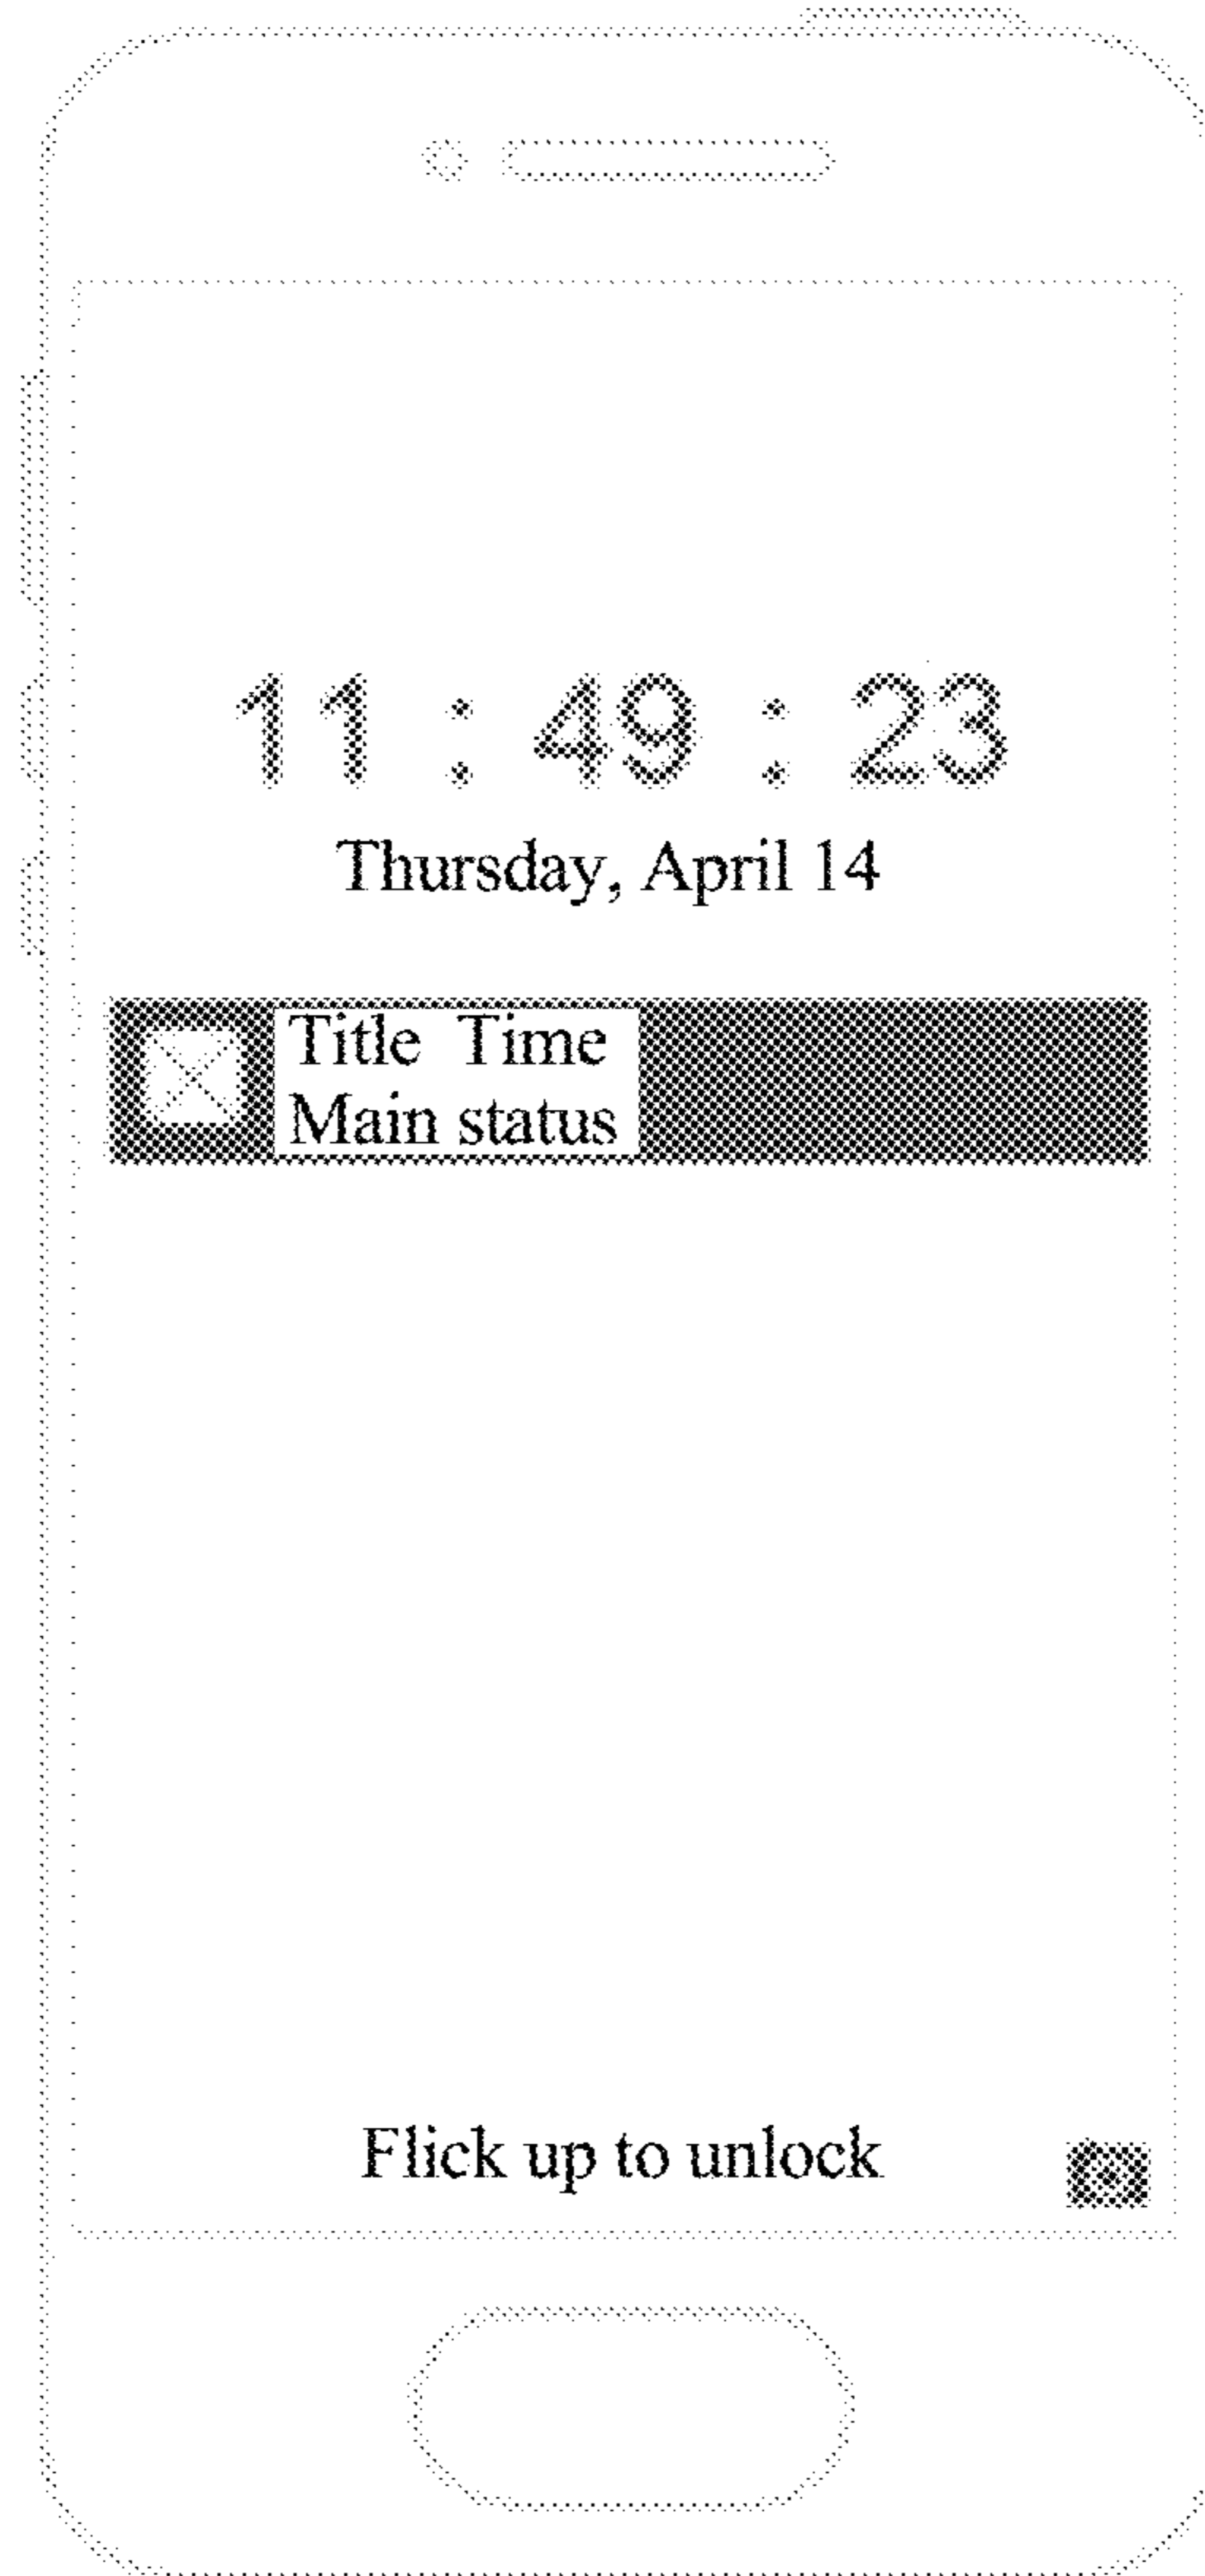 11 : 49 : 23
Thursday, April 14
Title Time
Main status
Flick up to unlock